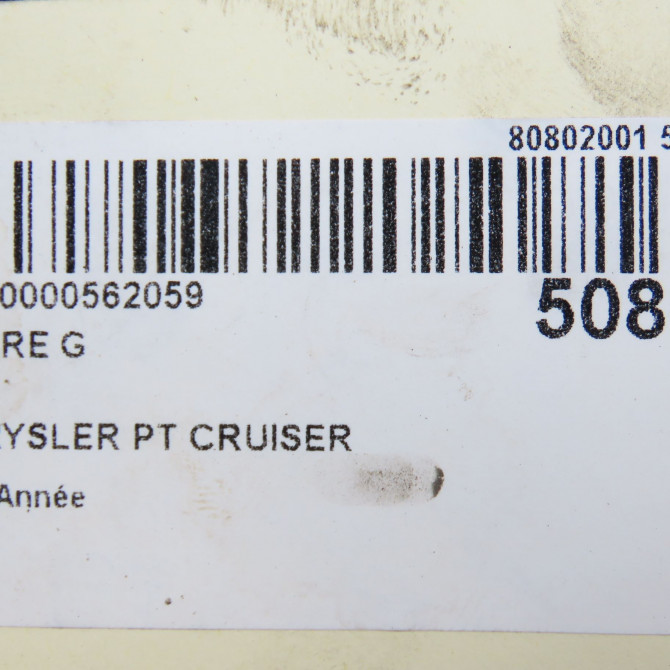 80802001 5
0000562059
508
RE G
YSLER PT CRUISER
Année